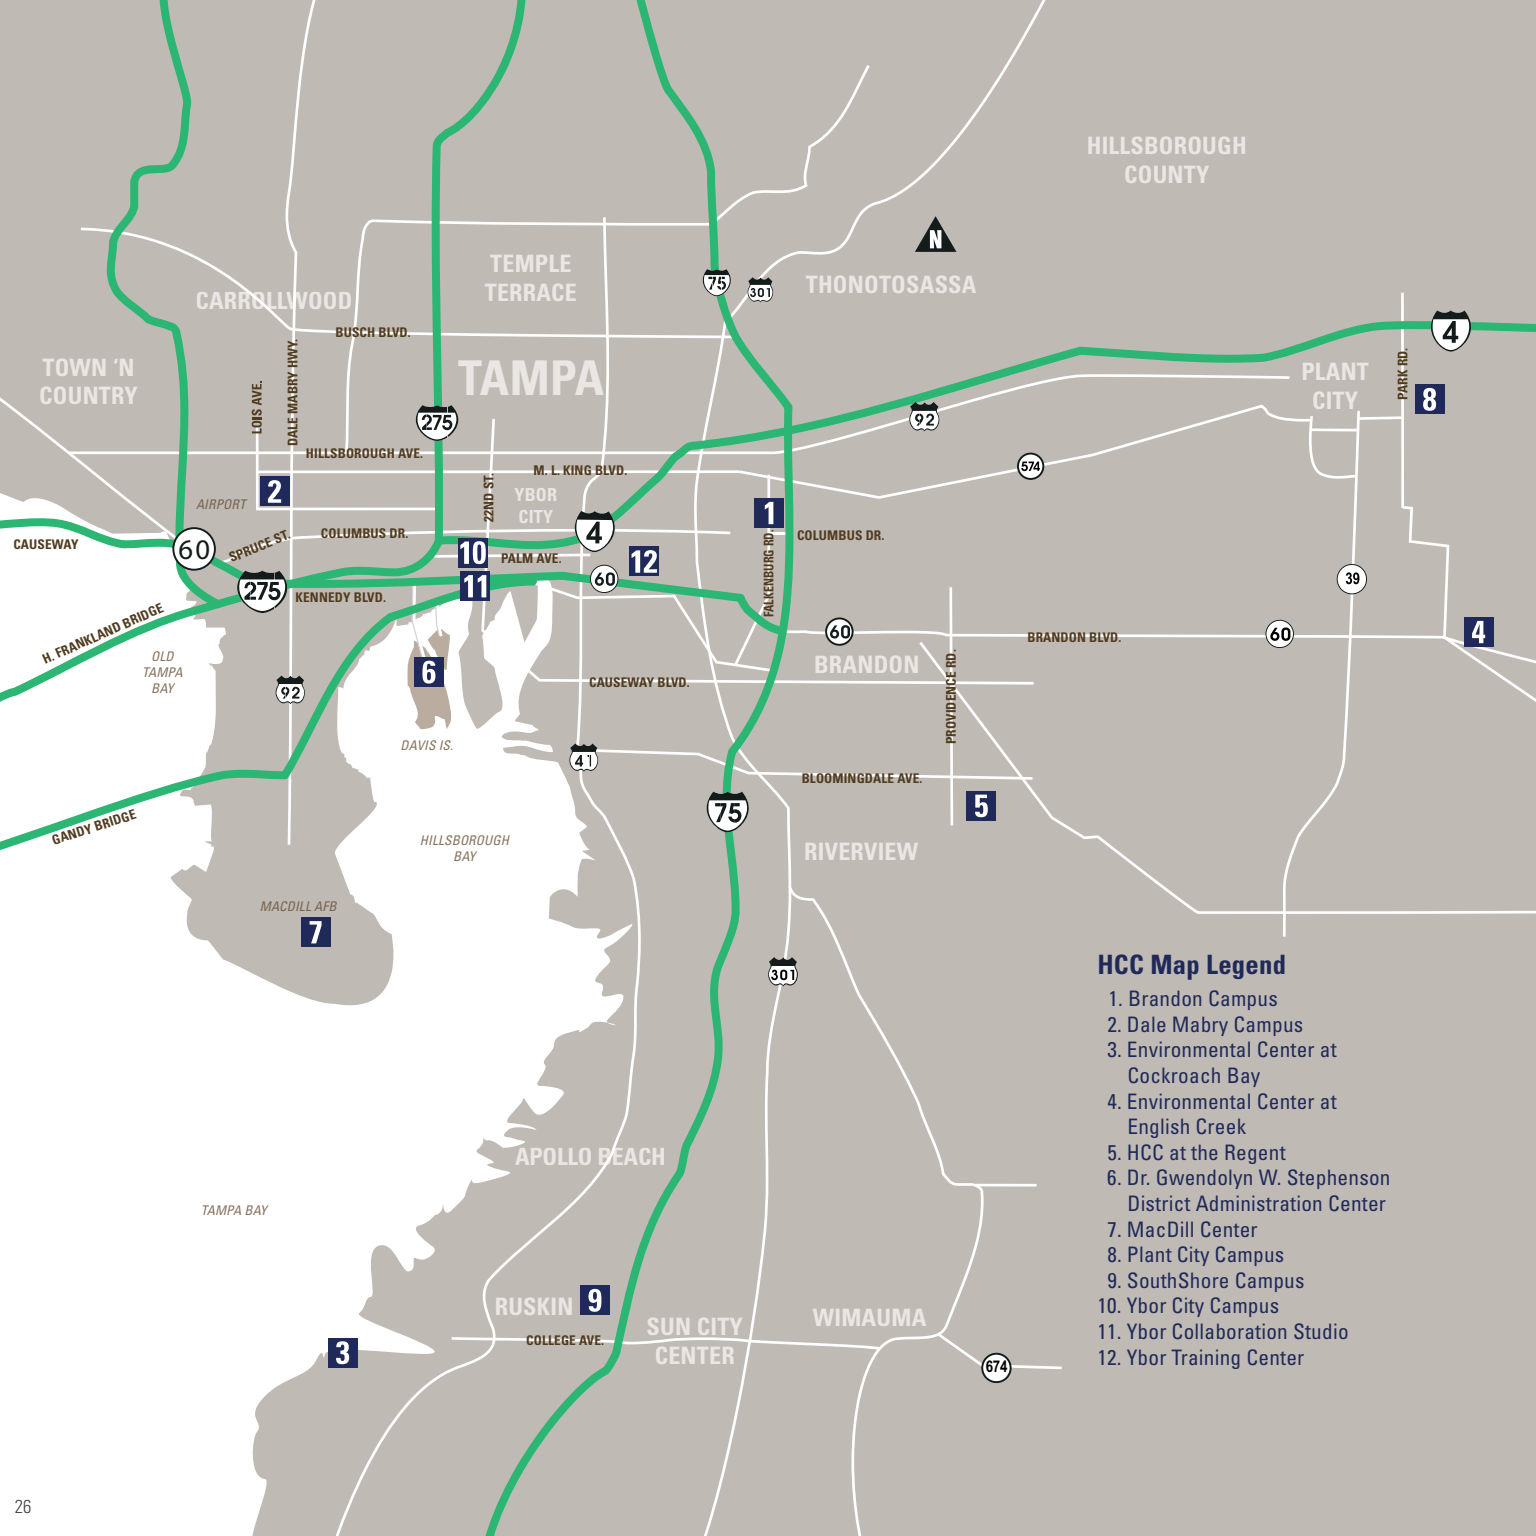 HILLSBOROUGH
COUNTY
N
TEMPLE
TERRACE
75
301
THONOTOSASSA
CARROLLWOOD
BUSCH BLVD.
4
TOWN ‘N
COUNTRY
LOIS AVE.
DALE MABRY HWY.
TAMPA
PLANT
CITY
PARK RD.
8
275
92
HILLSBOROUGH AVE.
M. L. KING BLVD.
574
2
AIRPORT
22ND ST.
YBOR
CITY
1
4
CAUSEWAY
60
SPRUCE ST.
COLUMBUS DR.
COLUMBUS DR.
10
PALM AVE.
12
FALKENBURG RD.
275
KENNEDY BLVD.
11
60
39
H. FRANKLAND BRIDGE
60
BRANDON BLVD.
60
4
OLD
TAMPA
BAY
6
BRANDON
92
CAUSEWAY BLVD.
PROVIDENCE RD.
DAVIS IS.
41
BLOOMINGDALE AVE.
75
5
GANDY BRIDGE
HILLSBOROUGH
BAY
RIVERVIEW
MACDILL AFB
7
301
HCC Map Legend
1. Brandon Campus
2. Dale Mabry Campus
3. Environmental Center at
Cockroach Bay
4. Environmental Center at
English Creek
5. HCC at the Regent
6. Dr. Gwendolyn W. Stephenson
District Administration Center
7. MacDill Center
8. Plant City Campus
9. SouthShore Campus
10. Ybor City Campus
11. Ybor Collaboration Studio
12. Ybor Training Center
APOLLO BEACH
TAMPA BAY
RUSKIN
9
SUN CITY
CENTER
WIMAUMA
COLLEGE AVE.
3
674
26